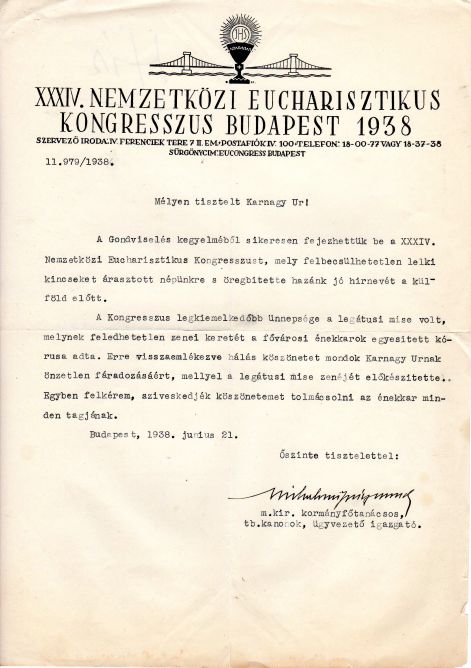 IHS
XXXIV. NEMZETKÖZI EUCHARISZTIKUS
KONGRESSZUS BUDAPEST 1938
SZERVEZŐ IRODA: IV. FERENCIEK TERE 7 II. EM. POSTAFIÓK IV. 100 TELEFON: 18-00-77 VAGY 18-37-38
SÜRGÖNYCIM: EUCONGRESS BUDAPEST
11.979/1938.
Mélyen tisztelt Karnagy Ur!
A Gondviselés kegyelméből sikeresen fejezhettük be a XXXIV.
Nemzetközi Eucharisztikus Kongresszust, mely felbecsülhetetlen lelki
kincseket árasztott népünkre s öregbitette hazánk jó hirnevét a kül-
föld előtt.
A Kongresszus legkiemelkedőbb ünnepsége a legátusi mise volt,
melynek feledhetetlen zenei keretét a fővárosi énekkarok egyesitett kó-
rusa adta. Erre visszaemlékezve hálás köszönetet mondok Karnagy Urnak
önzetlen fáradozásáért, mellyel a legátusi mise zenéjét előkészitette..
Egyben felkérem, sziveskedjék köszönetemet tolmácsolni az énekkar min-
den tagjának.
Budapest, 1938. junius 21.
Őszinte tisztelettel:
m.kir. kormányfőtanácsos,
tb.kanonok, ügyvezető igazgató.